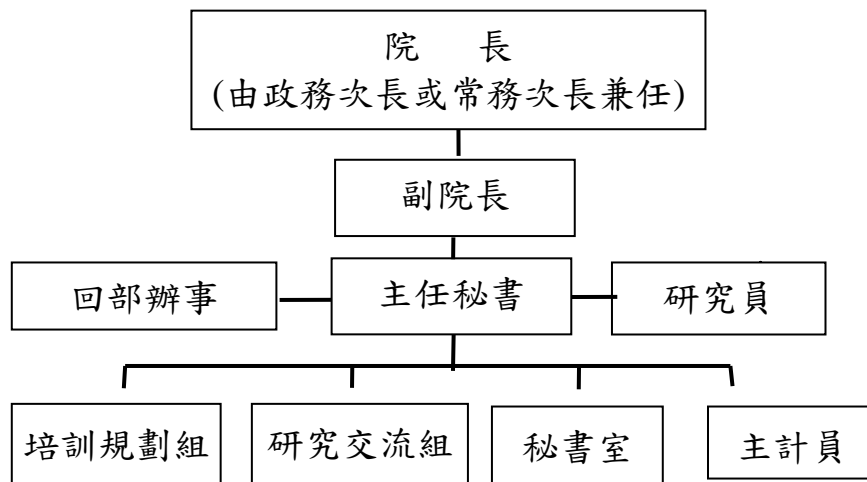 院 長
(由政務次長或常務次長兼任)
副院長
回部辦事
主任秘書
研究員
培訓規劃組
研究交流組
秘書室
主計員